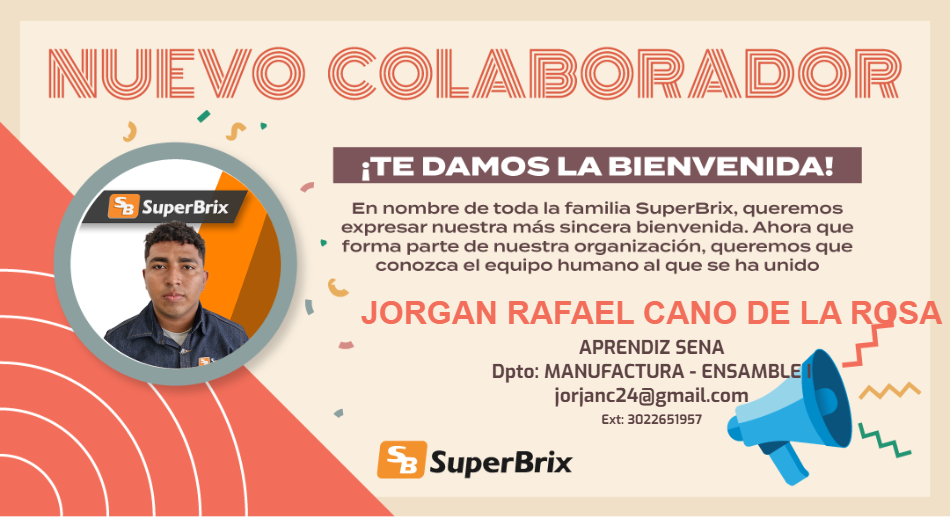 NUEVO COLABORADOR
¡TE DAMOS LA BIENVENIDA!
SB SuperBrix
En nombre de toda la familia SuperBrix, queremos
expresar nuestra más sincera bienvenida. Ahora que
forma parte de nuestra organización, queremos que
conozca el equipo humano al que se ha unido
JORGAN RAFAEL CANO DE LA ROSA
APRENDIZ SENA
Dpto: MANUFACTURA - ENSAMBLE I
jorjanc24@gmail.com
Ext: 3022651957
SB SuperBrix